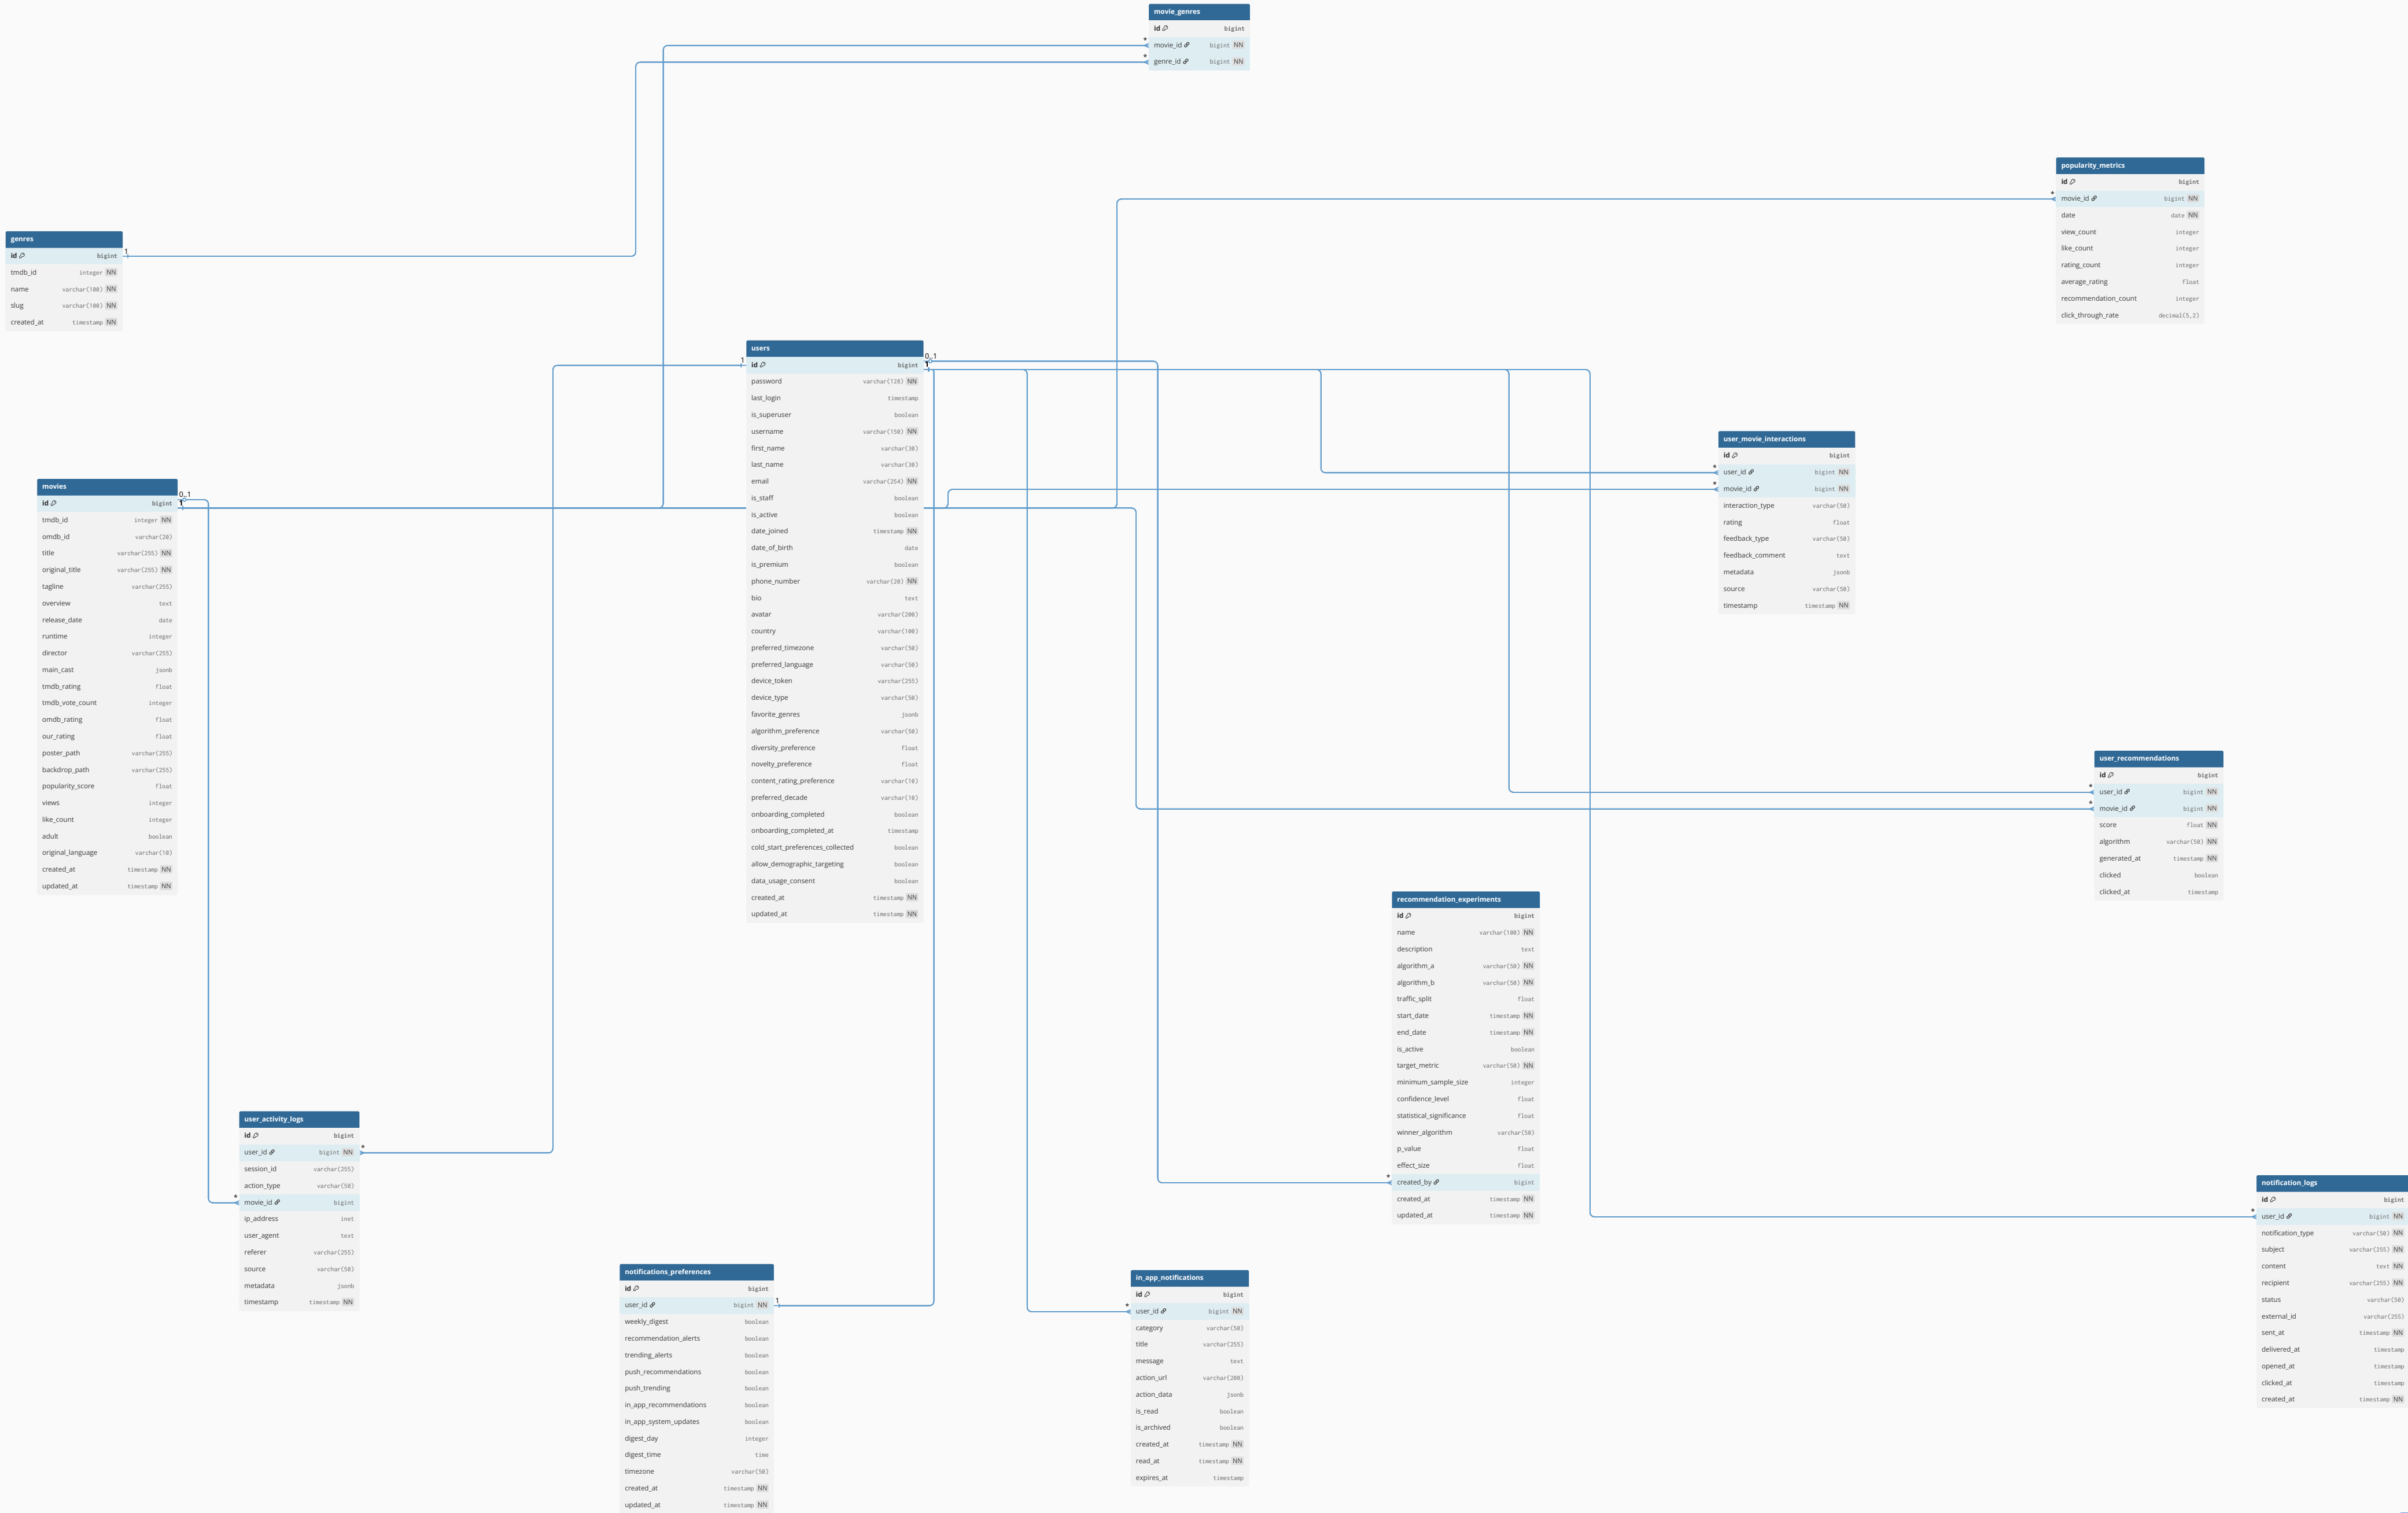 movie_genres
id bigint
* movie_id bigint NN
* genre_id bigint NN
popularity_metrics
id bigint
* movie_id bigint NN
date date NN
view_count integer
like_count integer
rating_count integer
average_rating float
recommendation_count integer
click_through_rate decimal(5,2)
genres
id bigint 1
tmdb_id integer NN
name varchar(100) NN
slug varchar(100) NN
created_at timestamp NN
users
1 id bigint 0..1 1
password varchar(128) NN
last_login timestamp
is_superuser boolean
username varchar(150) NN
first_name varchar(30)
last_name varchar(30)
email varchar(254) NN
is_staff boolean
is_active boolean
date_joined timestamp NN
date_of_birth date
is_premium boolean
phone_number varchar(20) NN
bio text
avatar varchar(200)
country varchar(100)
preferred_timezone varchar(50)
preferred_language varchar(50)
device_token varchar(255)
device_type varchar(50)
favorite_genres jsonb
algorithm_preference varchar(50)
diversity_preference float
novelty_preference float
content_rating_preference varchar(10)
preferred_decade varchar(10)
onboarding_completed boolean
onboarding_completed_at timestamp
cold_start_preferences_collected boolean
allow_demographic_targeting boolean
data_usage_consent boolean
created_at timestamp NN
updated_at timestamp NN
user_movie_interactions
id bigint
* user_id bigint NN
* movie_id bigint NN
interaction_type varchar(50)
rating float
feedback_type varchar(50)
feedback_comment text
metadata jsonb
source varchar(50)
timestamp timestamp NN
movies
id bigint 0..1 1
tmdb_id integer NN
omdb_id varchar(20)
title varchar(255) NN
original_title varchar(255) NN
tagline varchar(255)
overview text
release_date date
runtime integer
director varchar(255)
main_cast jsonb
tmdb_rating float
tmdb_vote_count integer
omdb_rating float
our_rating float
poster_path varchar(255)
backdrop_path varchar(255)
popularity_score float
views integer
like_count integer
adult boolean
original_language varchar(10)
created_at timestamp NN
updated_at timestamp NN
user_recommendations
id bigint
* user_id bigint NN
* movie_id bigint NN
score float NN
algorithm varchar(50) NN
generated_at timestamp NN
clicked boolean
clicked_at timestamp
recommendation_experiments
id bigint
name varchar(100) NN
description text
algorithm_a varchar(50) NN
algorithm_b varchar(50) NN
traffic_split float
start_date timestamp NN
end_date timestamp NN
is_active boolean
target_metric varchar(50) NN
minimum_sample_size integer
confidence_level float
statistical_significance float
winner_algorithm varchar(50)
p_value float
effect_size float
* created_by bigint
created_at timestamp NN
updated_at timestamp NN
user_activity_logs
id bigint
user_id bigint NN *
session_id varchar(255)
action_type varchar(50)
* movie_id bigint
ip_address inet
user_agent text
referer varchar(255)
source varchar(50)
metadata jsonb
timestamp timestamp NN
notification_logs
id bigint
* user_id bigint NN
notification_type varchar(50) NN
subject varchar(255) NN
content text NN
recipient varchar(255) NN
status varchar(50)
external_id varchar(255)
sent_at timestamp NN
delivered_at timestamp
opened_at timestamp
clicked_at timestamp
created_at timestamp NN
notifications_preferences
id bigint
user_id bigint NN 1
weekly_digest boolean
recommendation_alerts boolean
trending_alerts boolean
push_recommendations boolean
push_trending boolean
in_app_recommendations boolean
in_app_system_updates boolean
digest_day integer
digest_time time
timezone varchar(50)
created_at timestamp NN
updated_at timestamp NN
in_app_notifications
id bigint
* user_id bigint NN
category varchar(50)
title varchar(255)
message text
action_url varchar(200)
action_data jsonb
is_read boolean
is_archived boolean
created_at timestamp NN
read_at timestamp NN
expires_at timestamp